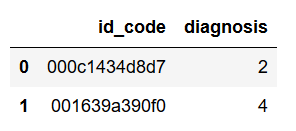 id_code diagnosis
0 000c1434d8d7 2
1 001639a390f0 4